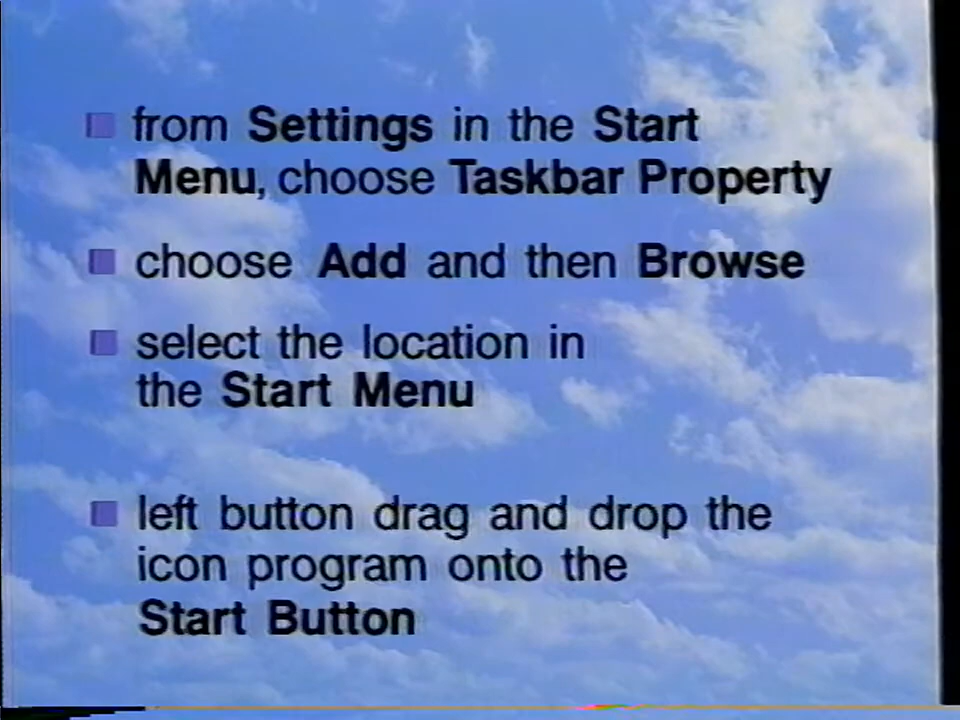 from Settings in the Start
Menu, choose Taskbar Property
choose Add and then Browse
select the location in
the Start Menu
left button drag and drop the
icon program onto the
Start Button